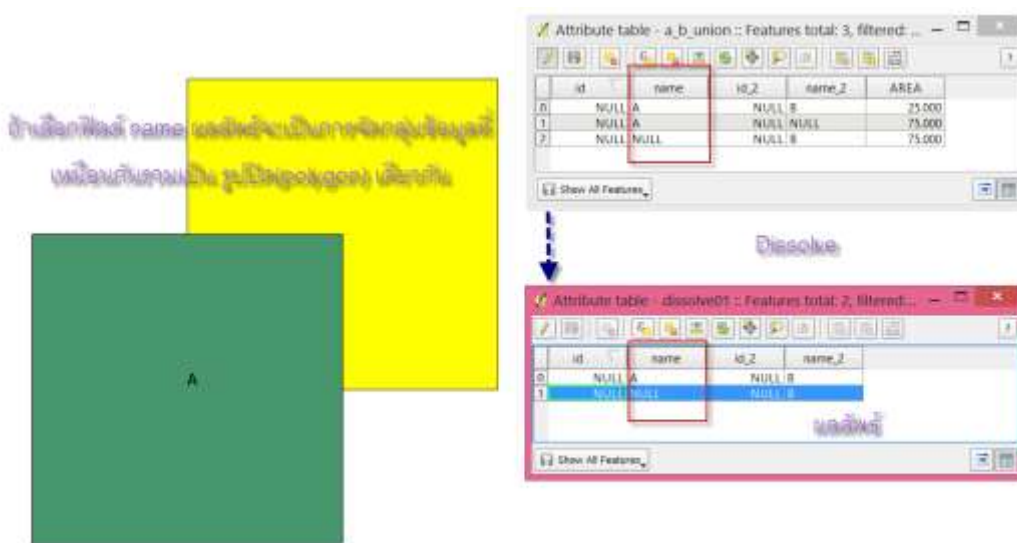 ถ้าเลือกฟิลด์ name ผลลัพธ์จะเป็นการจัดกลุ่มข้อมูลที่
เหมือนกันรวมเป็น รูปปิด(polygon) เดียวกัน
A
Attribute table - a_b_union :: Features total: 3, filtered: ...
id name id_2 name_2 AREA
0 NULL A NULL B 25.000
1 NULL A NULL NULL 75.000
2 NULL NULL NULL B 75.000
Show All Features
Dissolve
Attribute table - dissolve01 :: Features total: 2, filtered: ...
id name id_2 name_2
0 NULL A NULL B
1 NULL NULL NULL B
ผลลัพธ์
Show All Features